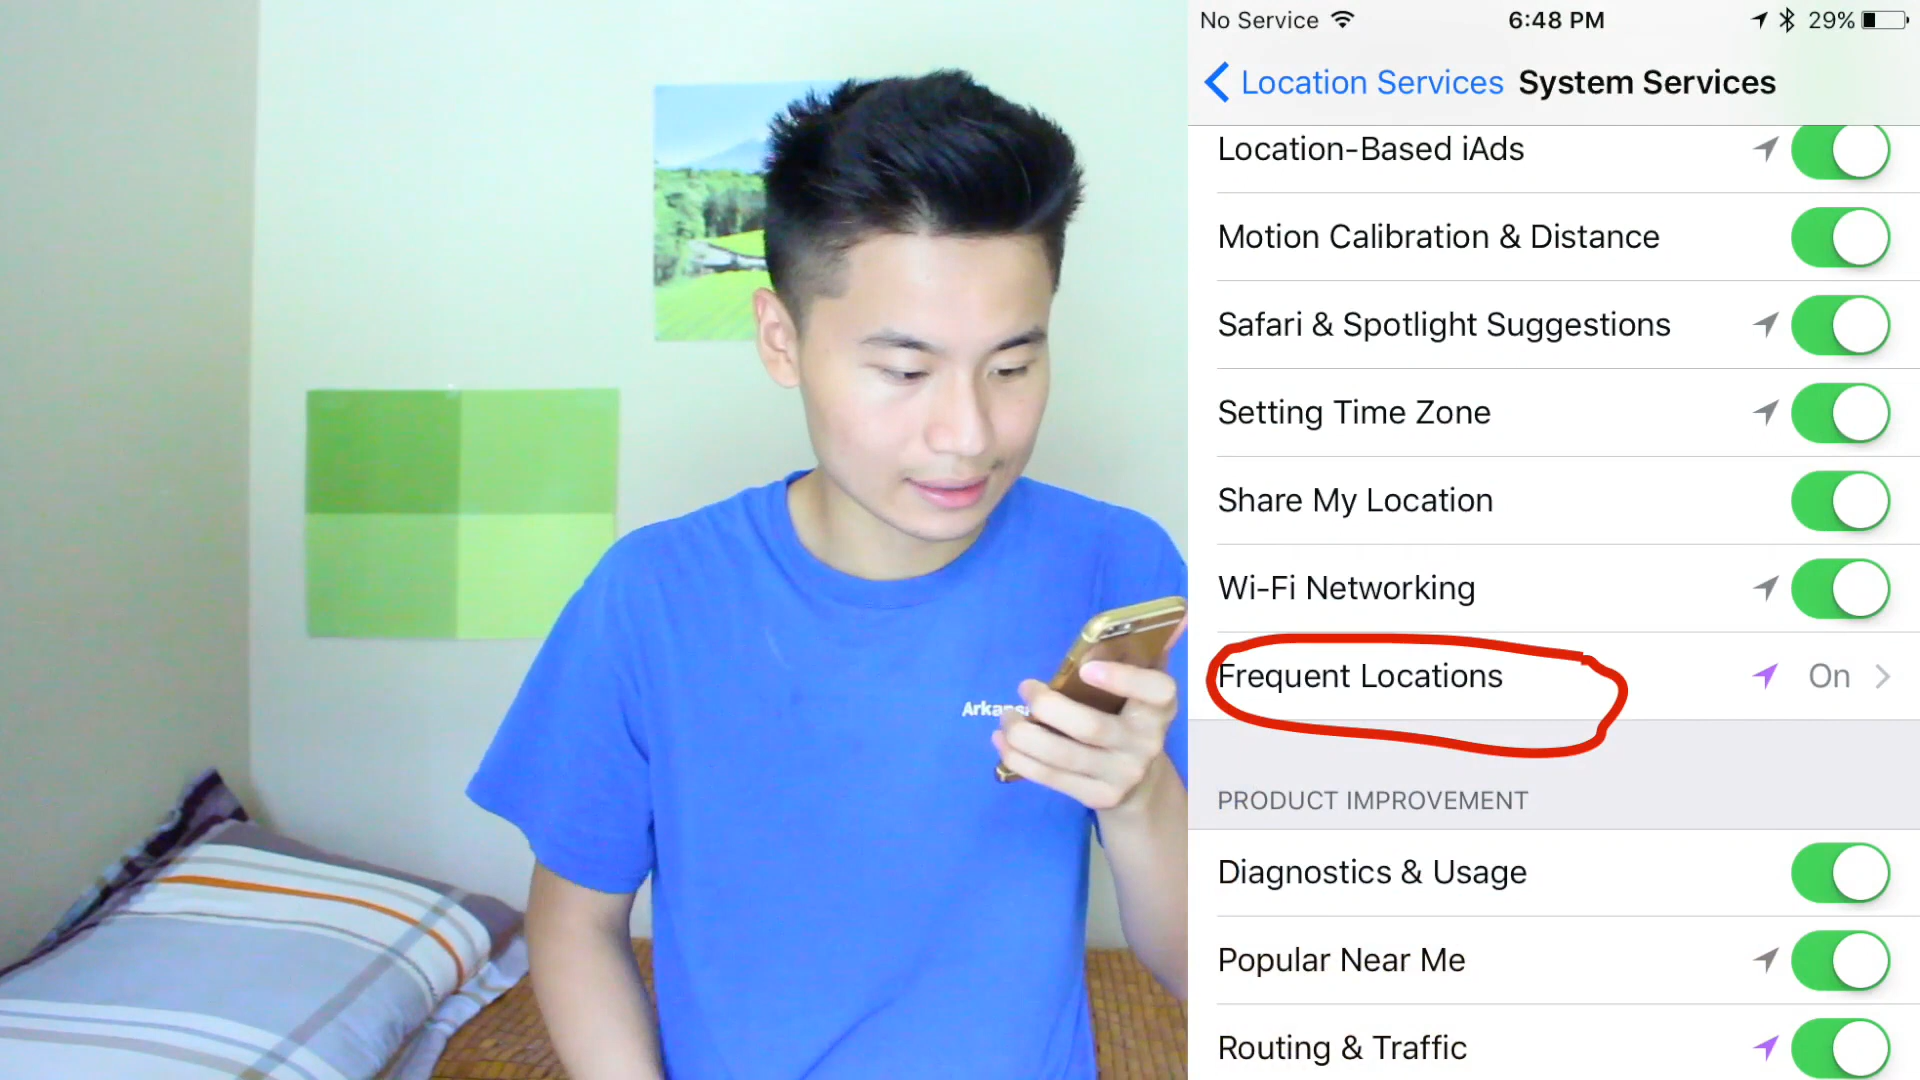 No Service 6:48 PM 29%
Location Services System Services
Location-Based iAds
Motion Calibration & Distance
Safari & Spotlight Suggestions
Setting Time Zone
Share My Location
Wi-Fi Networking
Frequent Locations On
PRODUCT IMPROVEMENT
Diagnostics & Usage
Popular Near Me
Routing & Traffic